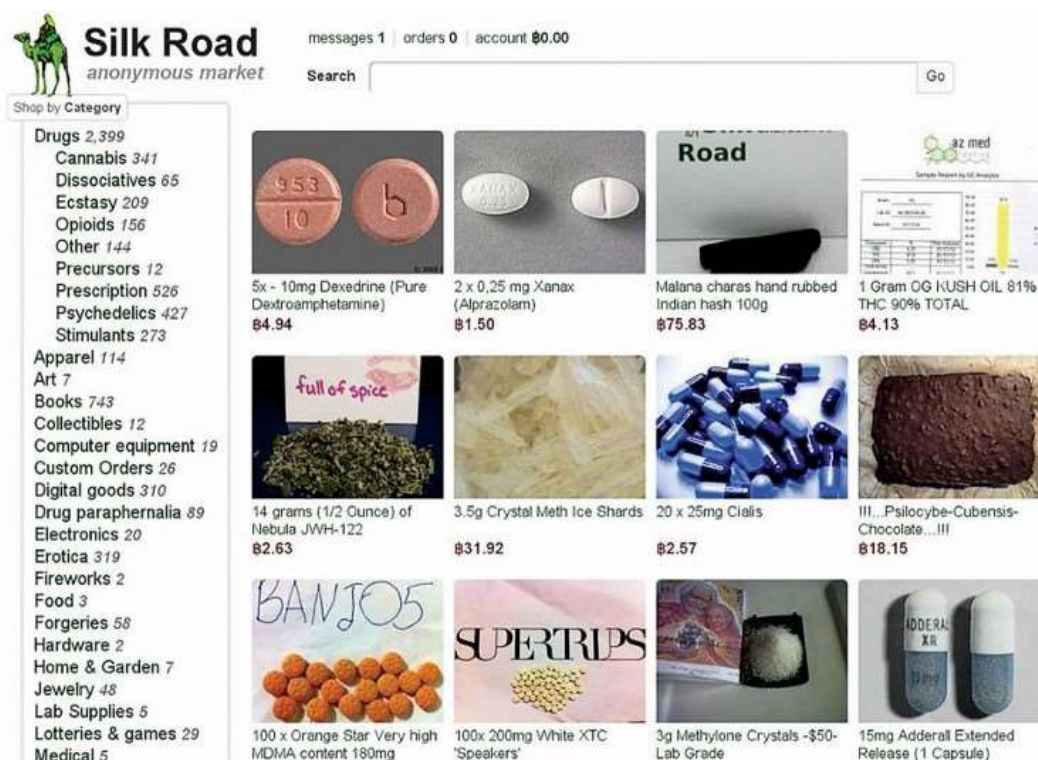 Silk Road
anonymous market
messages 1 | orders 0 | account ฿0.00
Search
Go
Shop by Category
Drugs 2,399
Cannabis 341
Dissociatives 65
Ecstasy 209
Opioids 156
Other 144
Precursors 12
Prescription 526
Psychedelics 427
Stimulants 273
Apparel 114
Art 7
Books 743
Collectibles 12
Computer equipment 19
Custom Orders 26
Digital goods 310
Drug paraphernalia 89
Electronics 20
Erotica 319
Fireworks 2
Food 3
Forgeries 58
Hardware 2
Home & Garden 7
Jewelry 48
Lab Supplies 5
Lotteries & games 29
Medical 5
953
10
b
XANAX
Road
az med
Sample Report by GC Analysis
5x - 10mg Dexedrine (Pure
Dextroamphetamine)
฿4.94
2 x 0,25 mg Xanax
(Alprazolam)
฿1.50
Malana charas hand rubbed
Indian hash 100g
฿75.83
1 Gram OG KUSH OIL 81%
THC 90% TOTAL
฿4.13
full of spice
14 grams (1/2 Ounce) of
Nebula JWH-122
฿2.63
3.5g Crystal Meth Ice Shards
฿31.92
20 x 25mg Cialis
฿2.57
!!!...Psilocybe-Cubensis-
Chocolate...!!!
฿18.15
BANJO5
SUPERTRIPS
ADDERAL
XR
15mg
100 x Orange Star Very high
MDMA content 180mg
100x 200mg White XTC
'Speakers'
3g Methylone Crystals -$50-
Lab Grade
15mg Adderall Extended
Release (1 Capsule)